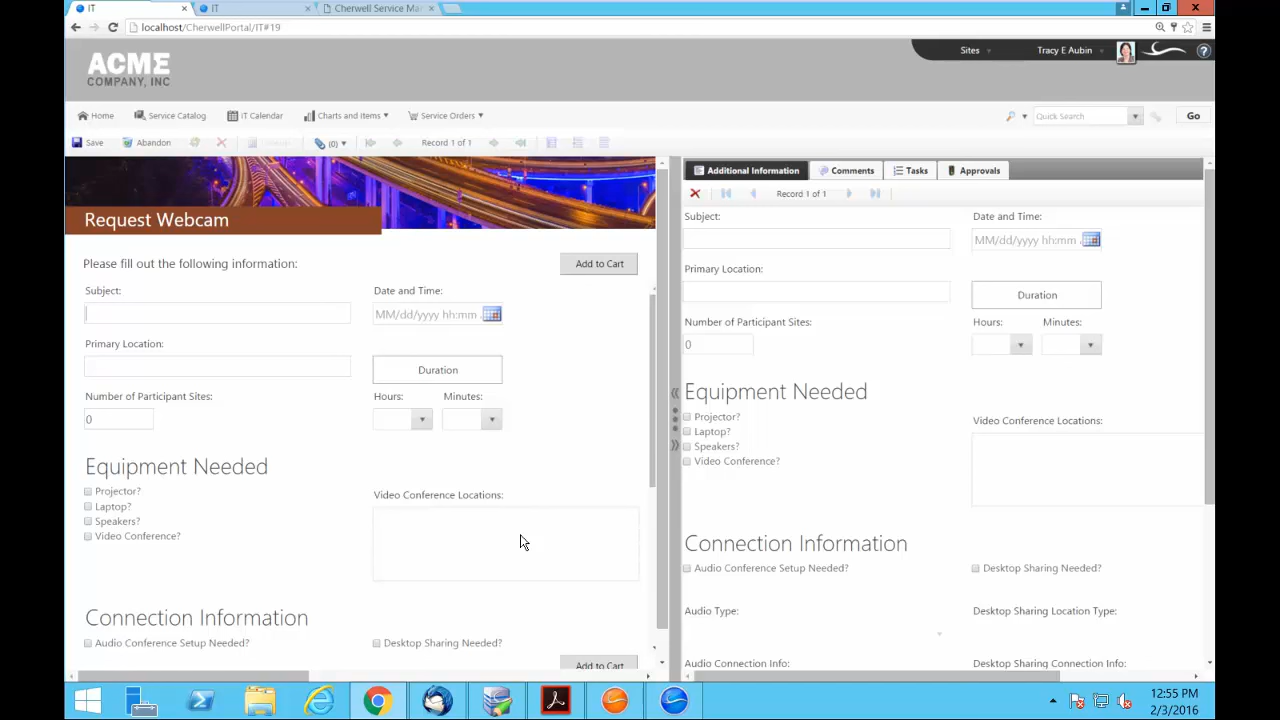 IT
IT
Cherwell Service Mar
localhost/CherwellPortal/IT#19
ACME
COMPANY, INC
Sites
Tracy E Aubin
?
Home
Service Catalog
IT Calendar
Charts and Items
Service Orders
Quick Search
Go
Save
Abandon
(0)
Record 1 of 1
Request Webcam
Please fill out the following information:
Add to Cart
Subject:
Date and Time:
MM/dd/yyyy hh:mm
Primary Location:
Duration
Number of Participant Sites:
Hours:
Minutes:
0
Equipment Needed
Projector?
Laptop?
Speakers?
Video Conference?
Video Conference Locations:
Connection Information
Audio Conference Setup Needed?
Desktop Sharing Needed?
Add to Cart
Additional Information
Comments
Tasks
Approvals
Record 1 of 1
Subject:
Date and Time:
MM/dd/yyyy hh:mm
Primary Location:
Duration
Number of Participant Sites:
Hours:
Minutes:
0
Equipment Needed
Projector?
Laptop?
Speakers?
Video Conference?
Video Conference Locations:
Connection Information
Audio Conference Setup Needed?
Desktop Sharing Needed?
Audio Type:
Desktop Sharing Location Type:
Audio Connection Info:
Desktop Sharing Connection Info:
12:55 PM
2/3/2016